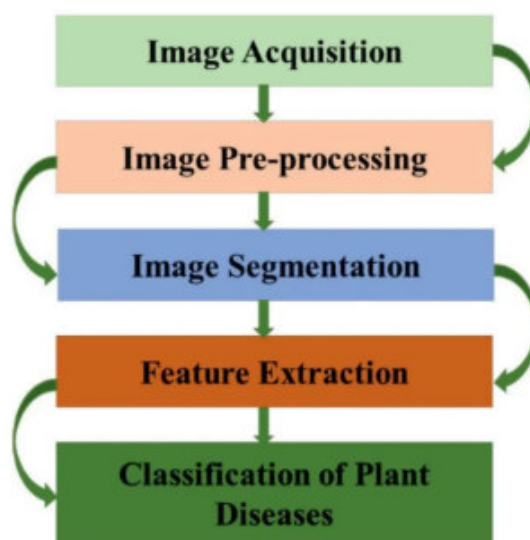 Image Acquisition
Image Pre-processing
Image Segmentation
Feature Extraction
Classification of Plant
Diseases